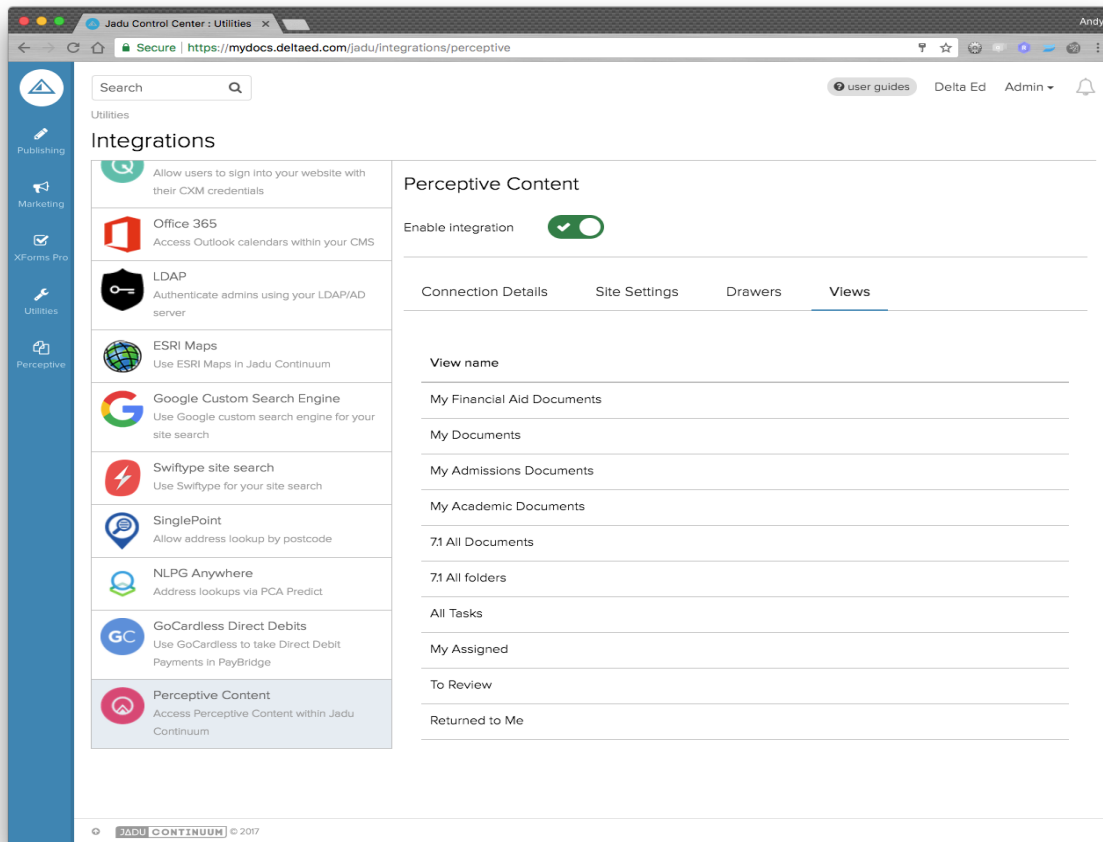 Jadu Control Center : Utilities
Andy
Secure | https://mydocs.deltaed.com/jadu/integrations/perceptive
Search
user guides
Delta Ed
Admin
Utilities
Integrations
Publishing
Marketing
XForms Pro
Utilities
Perceptive
Allow users to sign into your website with
their CXM credentials
Office 365
Access Outlook calendars within your CMS
LDAP
Authenticate admins using your LDAP/AD
server
ESRI Maps
Use ESRI Maps in Jadu Continuum
Google Custom Search Engine
Use Google custom search engine for your
site search
Swiftype site search
Use Swiftype for your site search
SinglePoint
Allow address lookup by postcode
NLPG Anywhere
Address lookups via PCA Predict
GC
GoCardless Direct Debits
Use GoCardless to take Direct Debit
Payments in PayBridge
Perceptive Content
Access Perceptive Content within Jadu
Continuum
Perceptive Content
Enable integration
Connection Details
Site Settings
Drawers
Views
View name
My Financial Aid Documents
My Documents
My Admissions Documents
My Academic Documents
7.1 All Documents
7.1 All folders
All Tasks
My Assigned
To Review
Returned to Me
JADU CONTINUUM © 2017